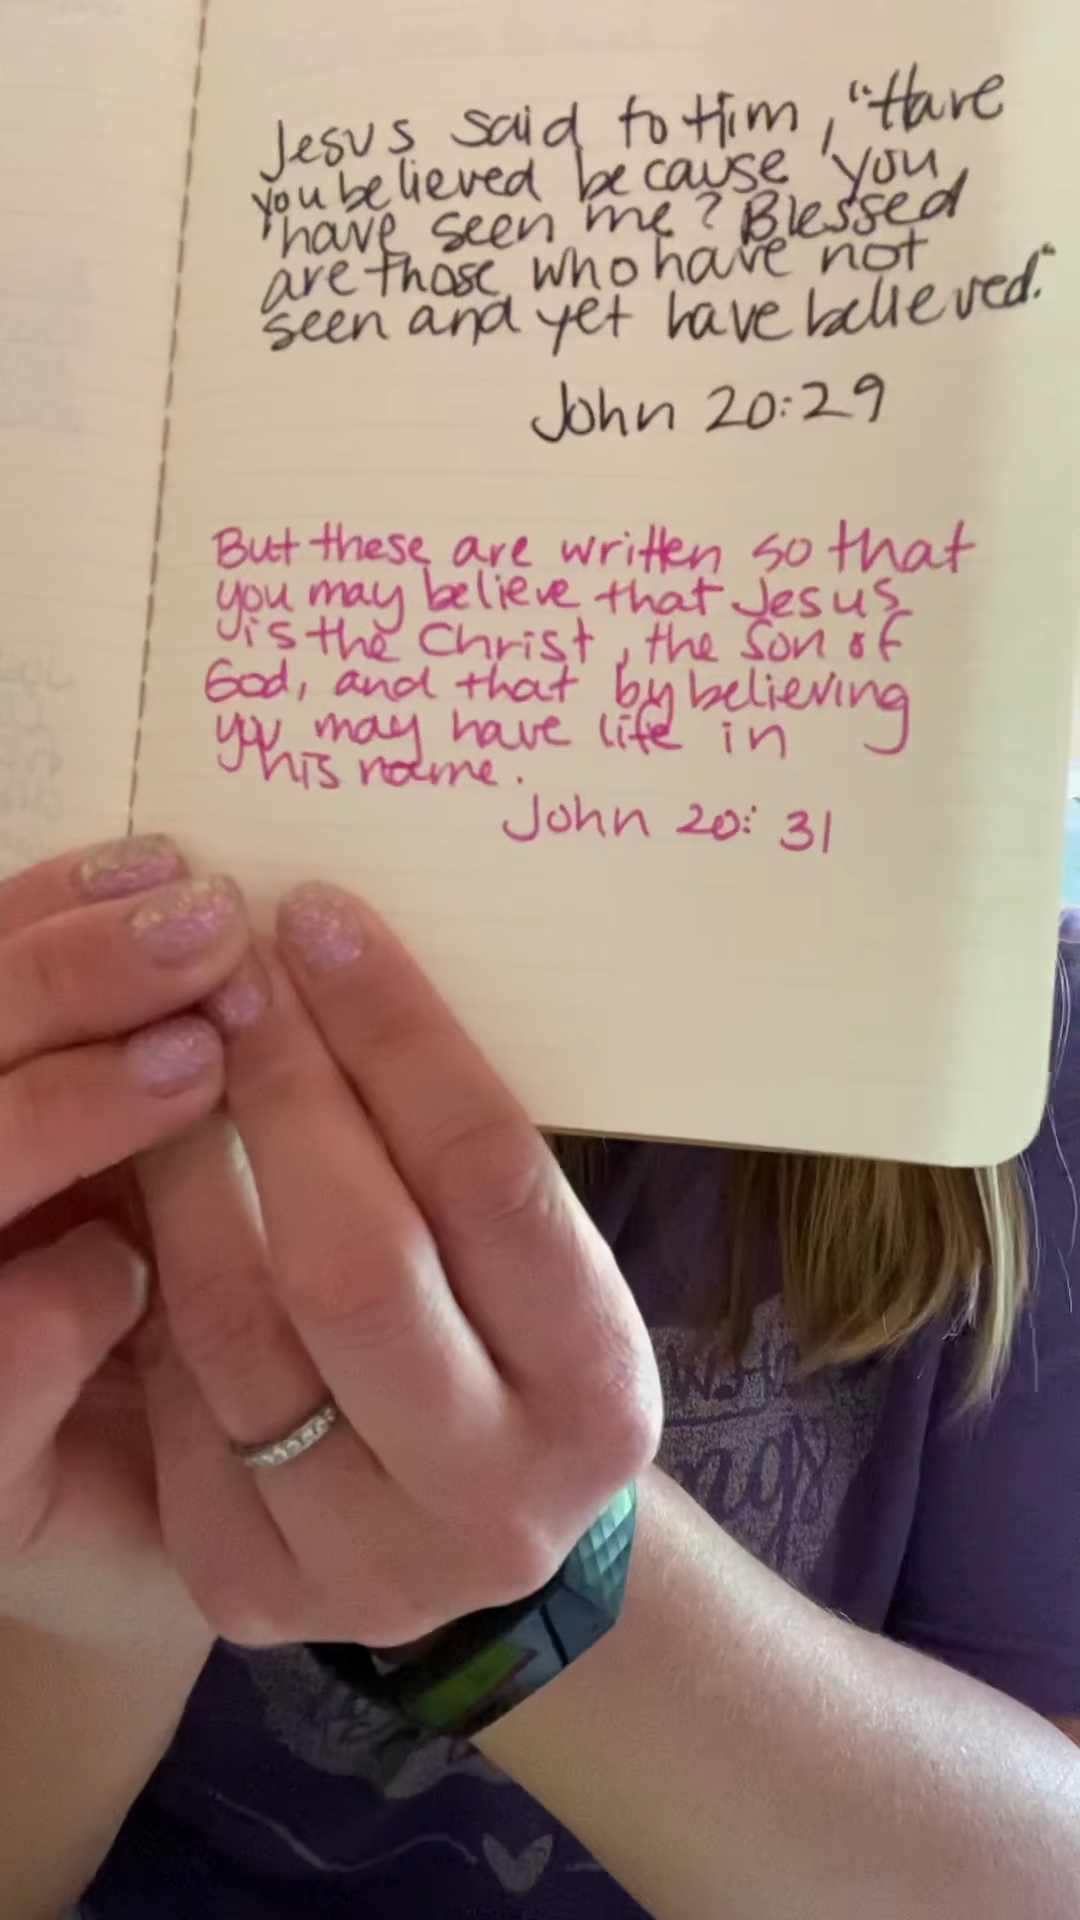 Jesus said to Him, "Have
you believed because you
have seen me? Blessed
are those who have not
seen and yet have believed."
John 20:29
But these are written so that
you may believe that Jesus
is the Christ, the Son of
God, and that by believing
you may have life in
his name.
John 20: 31